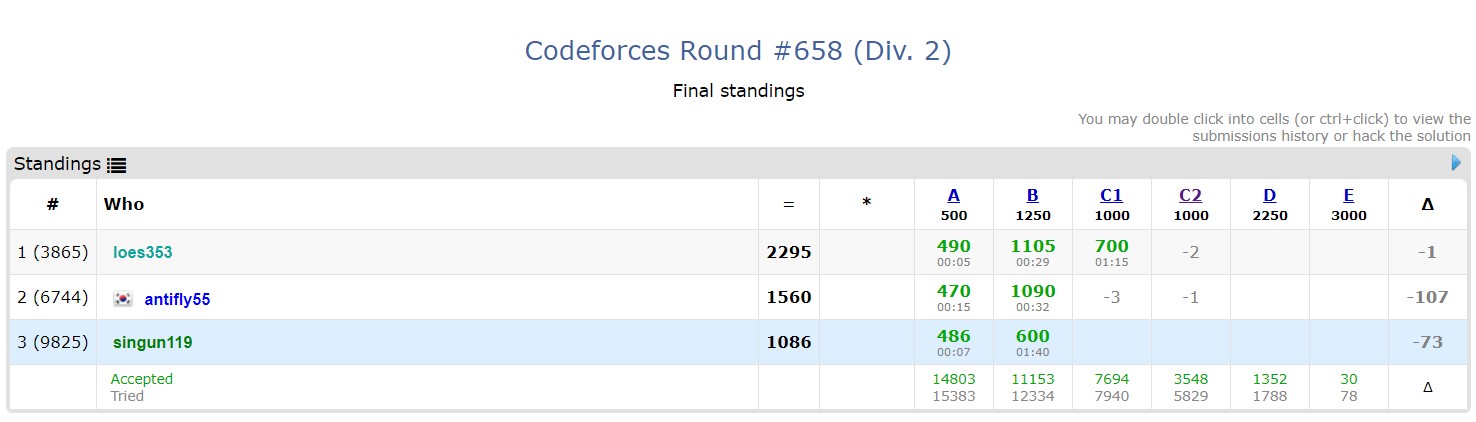 Codeforces Round #658 (Div. 2)
Final standings
You may double click into cells (or ctrl+click) to view the
submissions history or hack the solution
Standings
# Who = * A B C1 C2 D E Δ
500 1250 1000 1000 2250 3000
1 (3865) loes353 2295 490 1105 700 -2 -1
00:05 00:29 01:15
2 (6744) antifly55 1560 470 1090 -3 -1 -107
00:15 00:32
3 (9825) singun119 1086 486 600 -73
00:07 01:40
Accepted 14803 11153 7694 3548 1352 30 Δ
Tried 15383 12334 7940 5829 1788 78